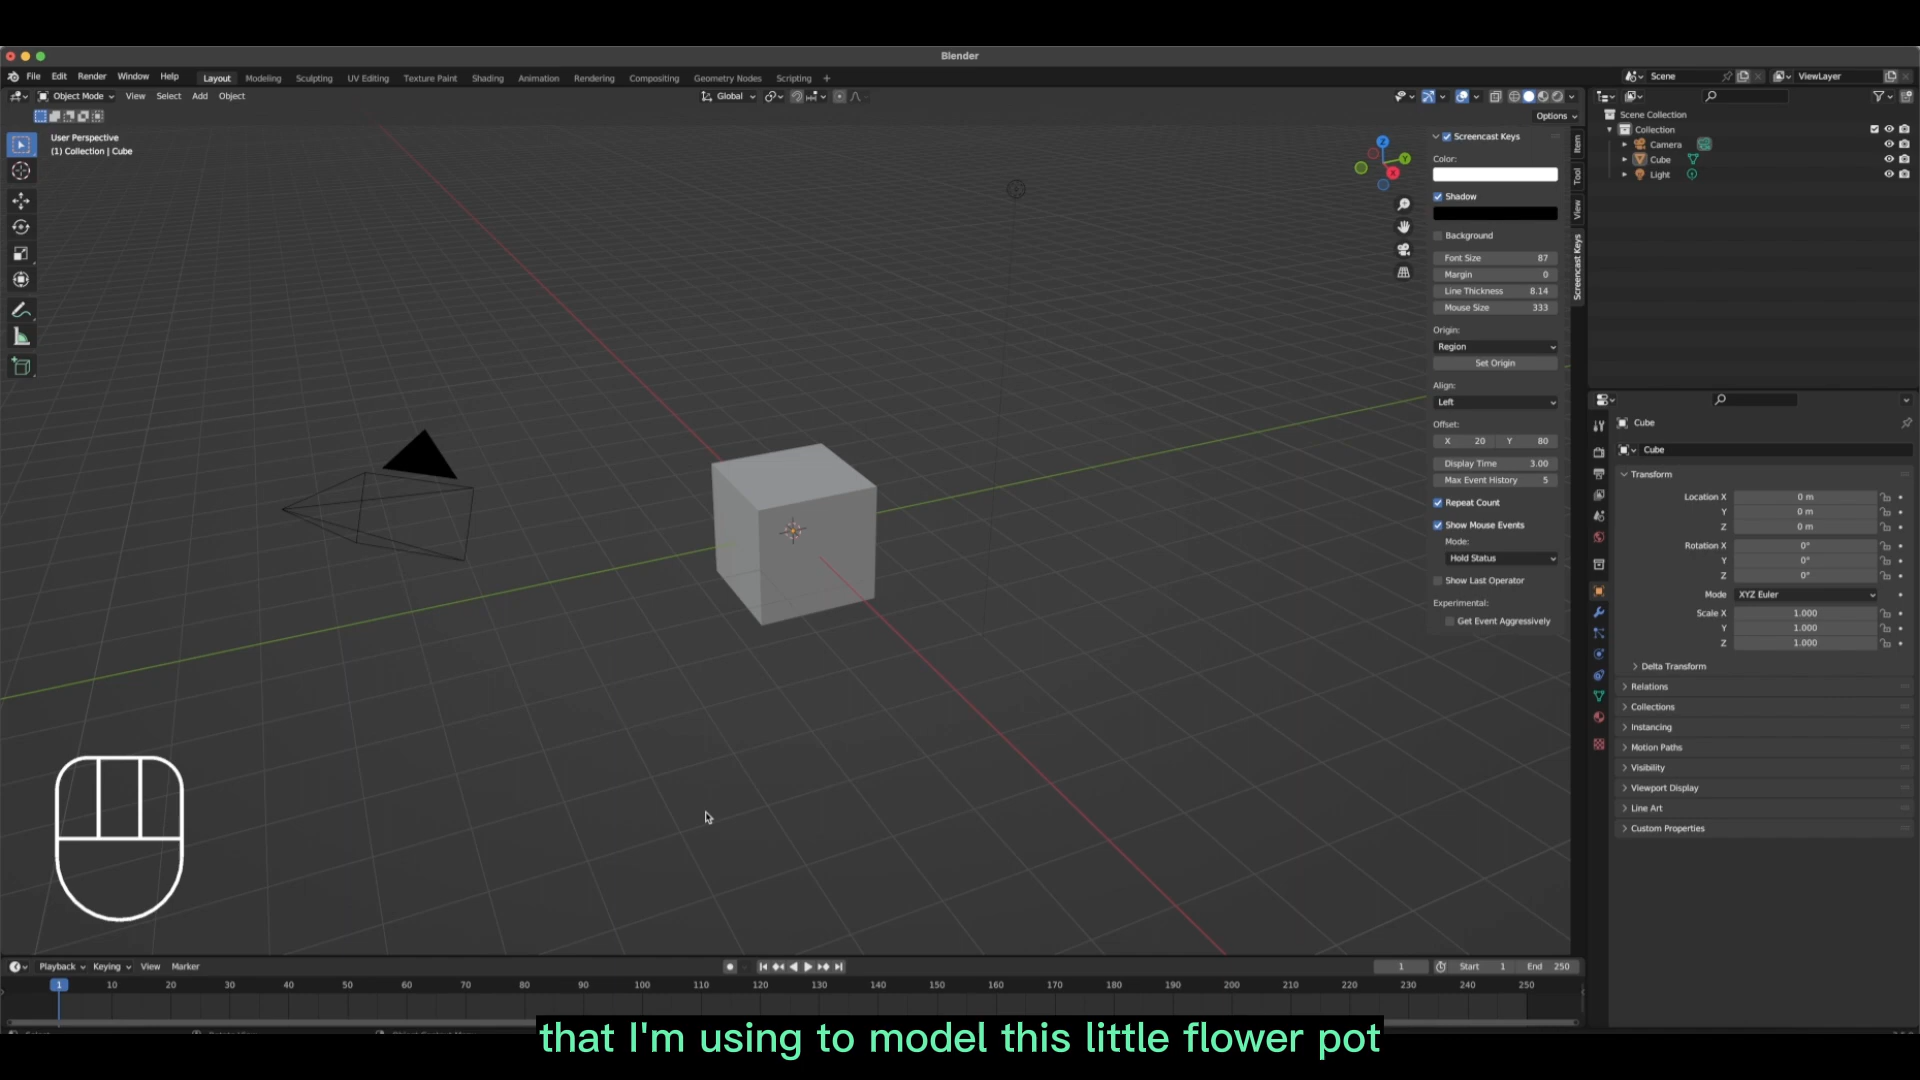 Blender
File Edit Render Window Help Layout Modeling Sculpting UV Editing Texture Paint Shading Animation Rendering Compositing Geometry Nodes Scripting + Scene ViewLayer
Object Mode View Select Add Object Global
Options
User Perspective
(1) Collection | Cube
Z
Y
X
Screencast Keys
Color:
Shadow
Background
Font Size 87
Margin 0
Line Thickness 8.14
Mouse Size 333
Origin:
Region
Set Origin
Align:
Left
Offset:
X 20 Y 80
Display Time 3.00
Max Event History 5
Repeat Count
Show Mouse Events
Mode:
Hold Status
Show Last Operator
Experimental:
Get Event Aggressively
Item
Tool
View
Screencast Keys
Scene Collection
Collection
Camera
Cube
Light
Cube
Cube
Transform
Location X 0 m
Y 0 m
Z 0 m
Rotation X 0°
Y 0°
Z 0°
Mode XYZ Euler
Scale X 1.000
Y 1.000
Z 1.000
Delta Transform
Relations
Collections
Instancing
Motion Paths
Visibility
Viewport Display
Line Art
Custom Properties
Playback Keying View Marker 1 Start 1 End 250
1 10 20 30 40 50 60 70 80 90 100 110 120 130 140 150 160 170 180 190 200 210 220 230 240 250
that I'm using to model this little flower pot